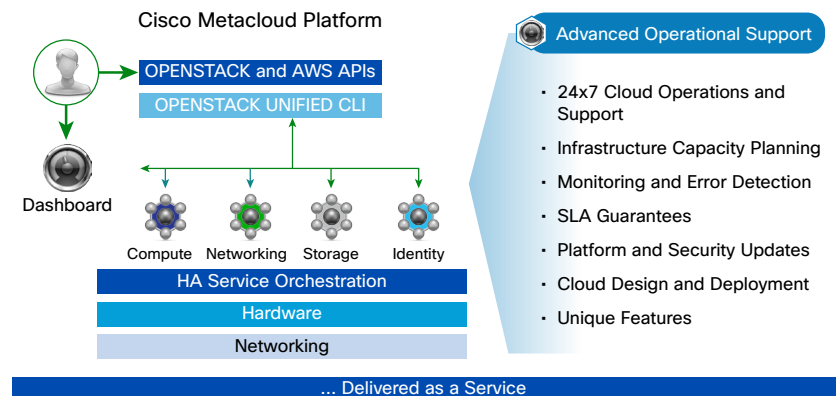 Cisco Metacloud Platform
OPENSTACK and AWS APIs
OPENSTACK UNIFIED CLI
Dashboard
Compute
Networking
Storage
Identity
HA Service Orchestration
Hardware
Networking
Advanced Operational Support
· 24x7 Cloud Operations and
Support
· Infrastructure Capacity Planning
· Monitoring and Error Detection
· SLA Guarantees
· Platform and Security Updates
· Cloud Design and Deployment
· Unique Features
... Delivered as a Service